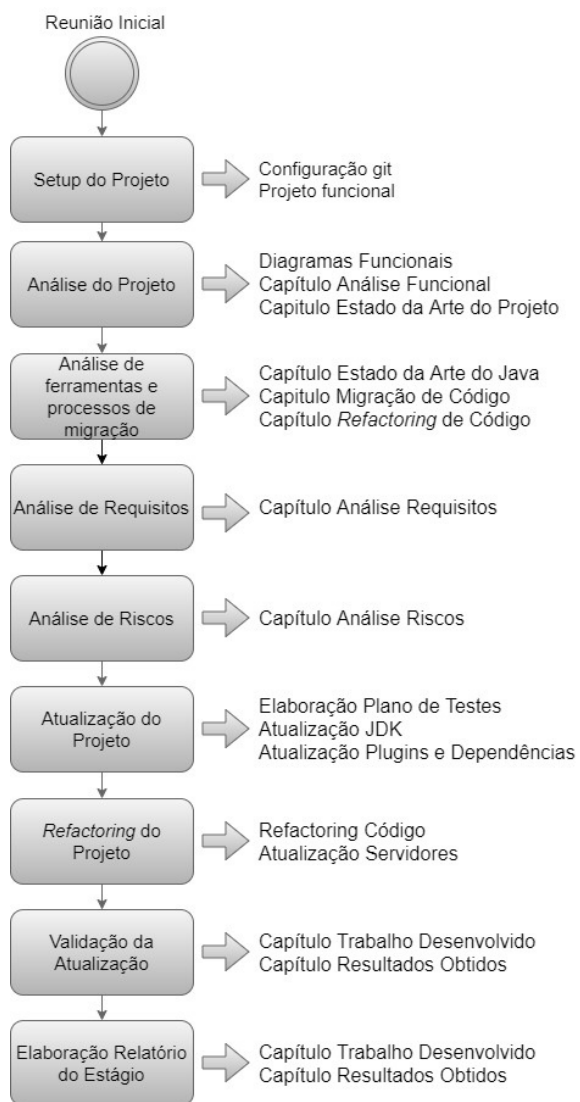 Reunião Inicial
Setup do Projeto
Configuração git
Projeto funcional
Análise do Projeto
Diagramas Funcionais
Capítulo Análise Funcional
Capitulo Estado da Arte do Projeto
Análise de
ferramentas e
processos de
migração
Capítulo Estado da Arte do Java
Capitulo Migração de Código
Capítulo Refactoring de Código
Análise de Requisitos
Capítulo Análise Requisitos
Análise de Riscos
Capítulo Análise Riscos
Atualização do
Projeto
Elaboração Plano de Testes
Atualização JDK
Atualização Plugins e Dependências
Refactoring do
Projeto
Refactoring Código
Atualização Servidores
Validação da
Atualização
Capítulo Trabalho Desenvolvido
Capítulo Resultados Obtidos
Elaboração Relatório
do Estágio
Capítulo Trabalho Desenvolvido
Capítulo Resultados Obtidos